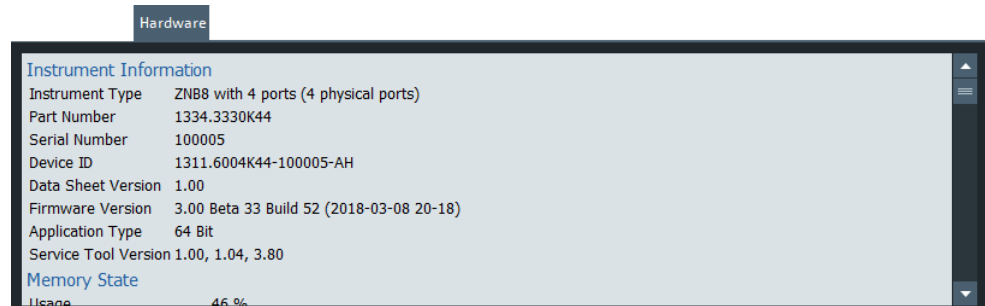 Hardware
Instrument Information
Instrument Type ZNB8 with 4 ports (4 physical ports)
Part Number 1334.3330K44
Serial Number 100005
Device ID 1311.6004K44-100005-AH
Data Sheet Version 1.00
Firmware Version 3.00 Beta 33 Build 52 (2018-03-08 20-18)
Application Type 64 Bit
Service Tool Version 1.00, 1.04, 3.80
Memory State
Usage 46 %